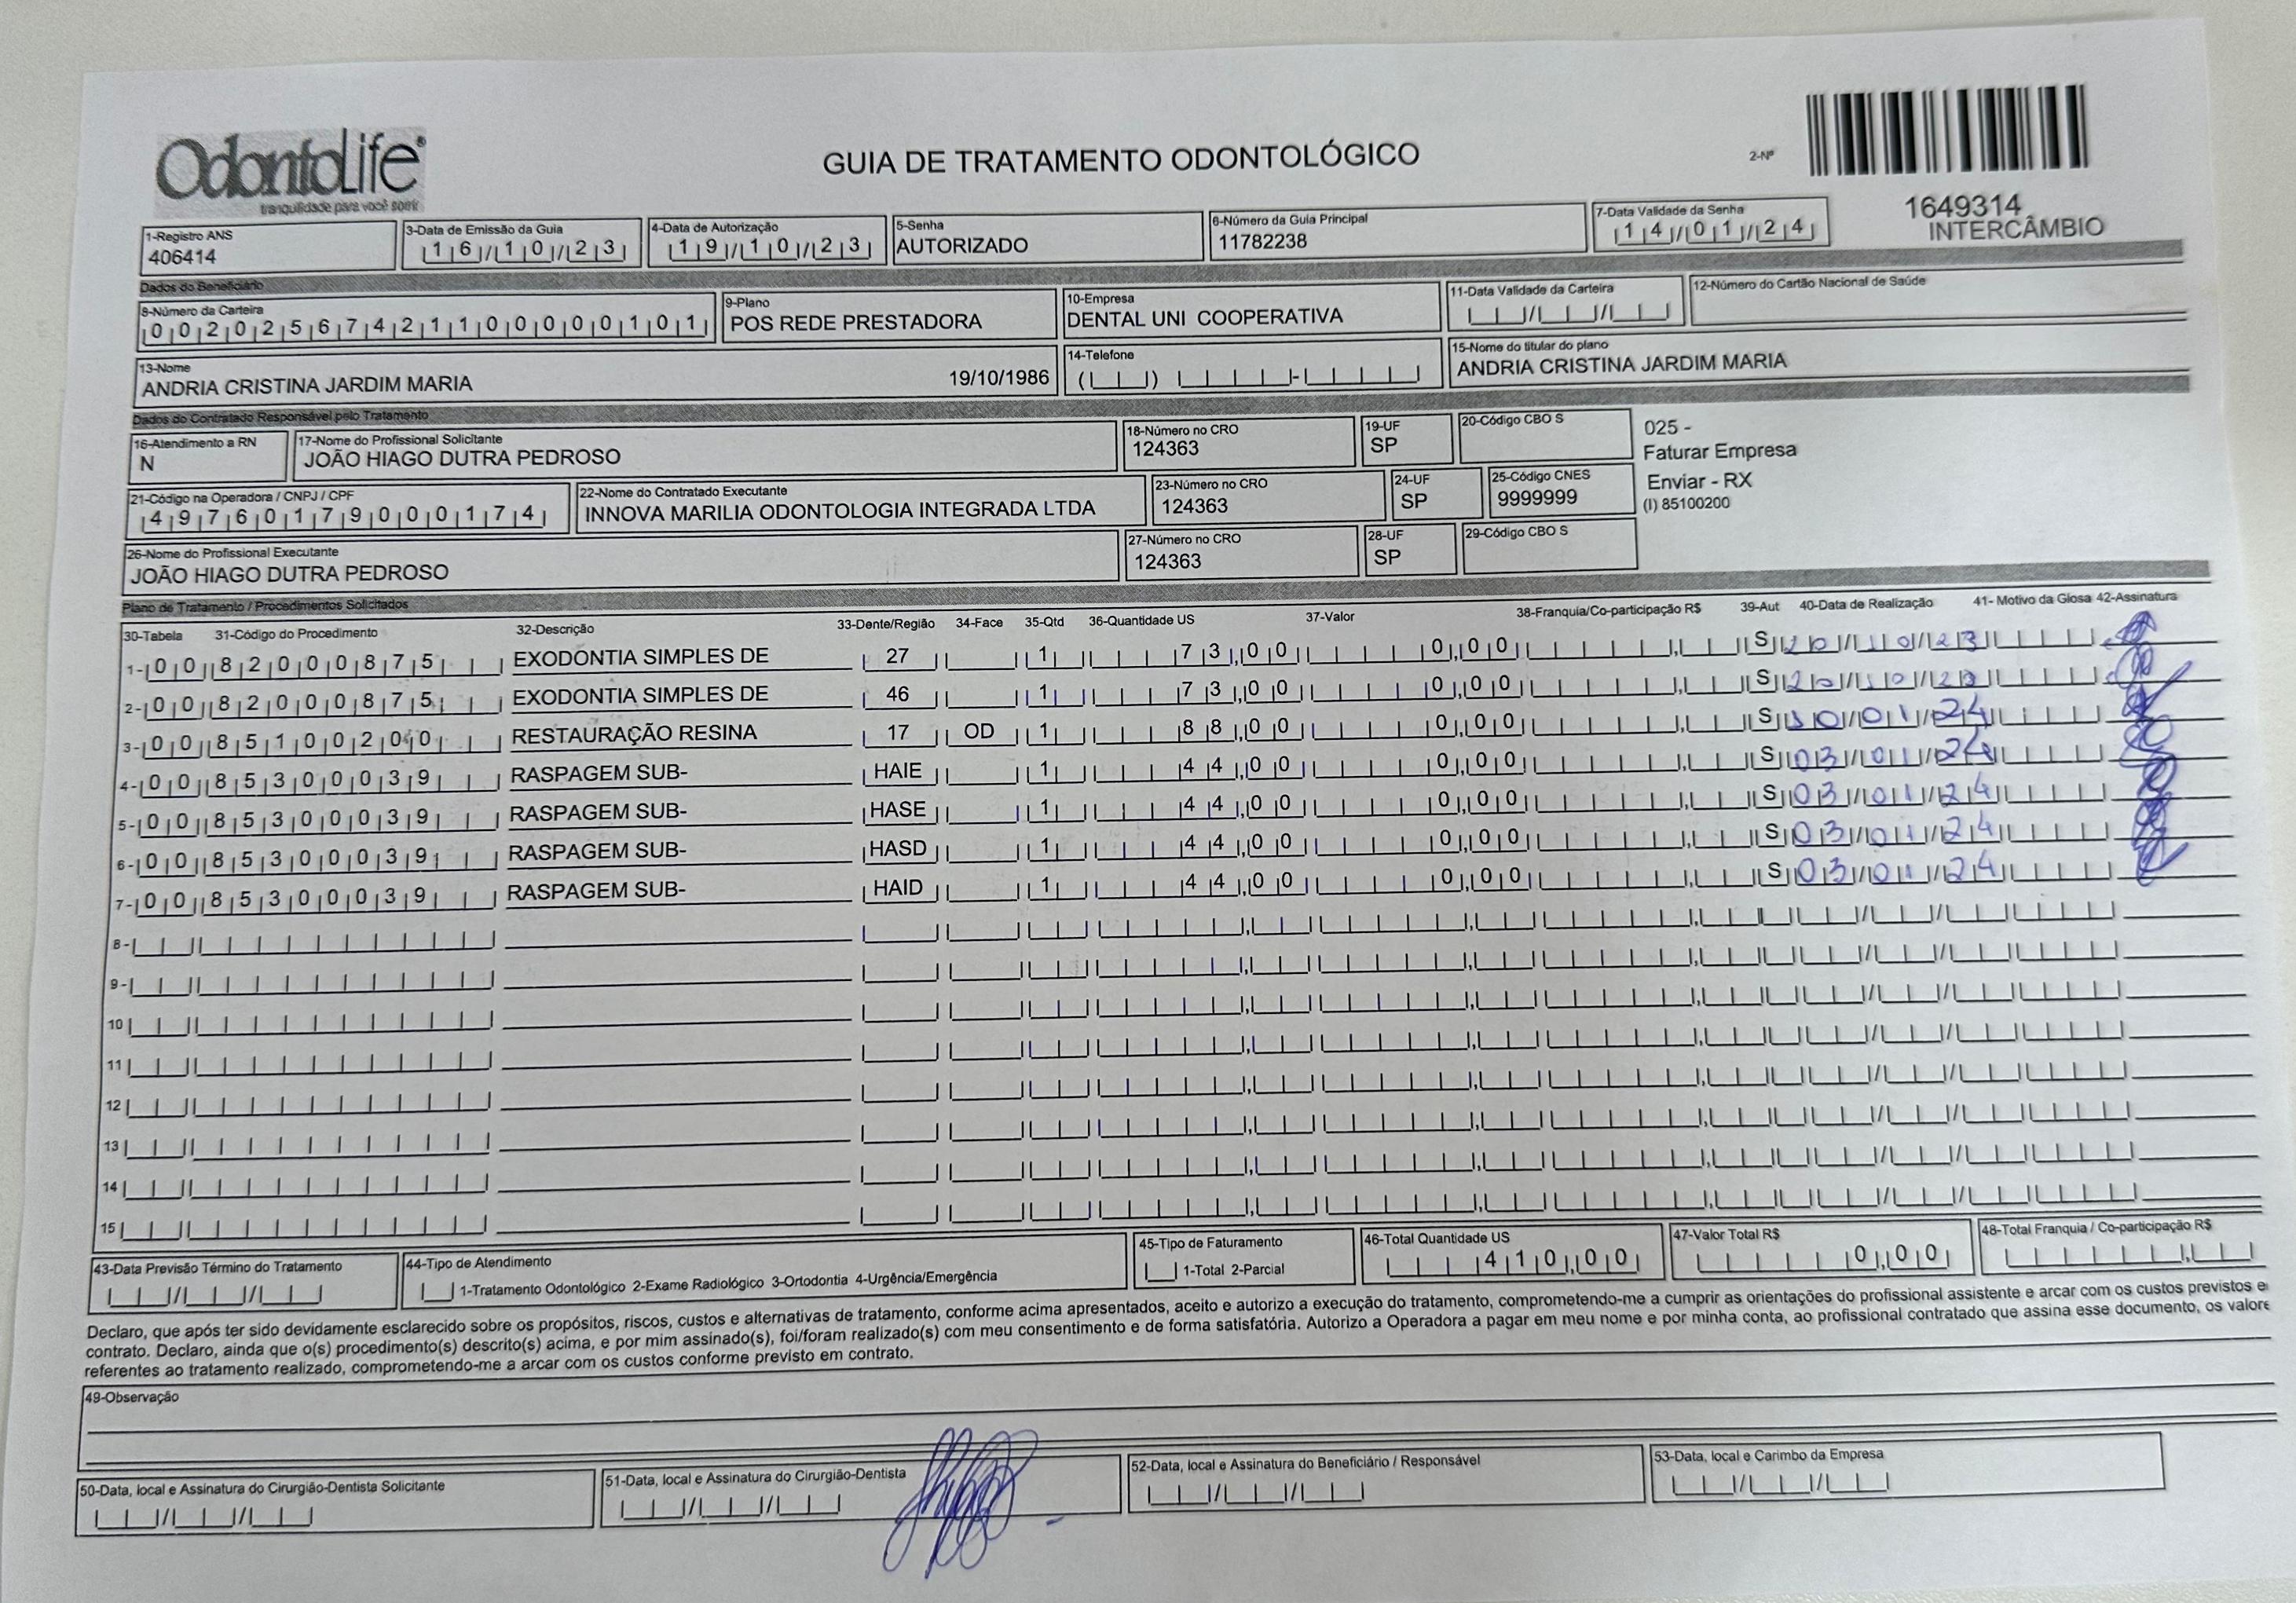 OdontoLife®
tranquilidade para você sorrir
GUIA DE TRATAMENTO ODONTOLÓGICO
2-Nº
1649314
INTERCÂMBIO
1-Registro ANS
406414
3-Data de Emissão da Guia
16/10/23
4-Data de Autorização
19/10/23
5-Senha
AUTORIZADO
6-Número da Guia Principal
11782238
7-Data Validade da Senha
14/01/24
Dados do Beneficiário
8-Número da Carteira
00202567421100000101
9-Plano
POS REDE PRESTADORA
10-Empresa
DENTAL UNI COOPERATIVA
11-Data Validade da Carteira
12-Número do Cartão Nacional de Saúde
13-Nome
ANDRIA CRISTINA JARDIM MARIA 19/10/1986
14-Telefone
15-Nome do titular do plano
ANDRIA CRISTINA JARDIM MARIA
Dados do Contratado Responsável pelo Tratamento
16-Atendimento a RN
N
17-Nome do Profissional Solicitante
JOÃO HIAGO DUTRA PEDROSO
18-Número no CRO
124363
19-UF
SP
20-Código CBO S
025 -
Faturar Empresa
Enviar - RX
(I) 85100200
21-Código na Operadora / CNPJ / CPF
49760179000174
22-Nome do Contratado Executante
INNOVA MARILIA ODONTOLOGIA INTEGRADA LTDA
23-Número no CRO
124363
24-UF
SP
25-Código CNES
9999999
26-Nome do Profissional Executante
JOÃO HIAGO DUTRA PEDROSO
27-Número no CRO
124363
28-UF
SP
29-Código CBO S
Plano de Tratamento / Procedimentos Solicitados
30-Tabela 31-Código do Procedimento 32-Descrição 33-Dente/Região 34-Face 35-Qtd 36-Quantidade US 37-Valor 38-Franquia/Co-participação R$ 39-Aut 40-Data de Realização 41- Motivo da Glosa 42-Assinatura
1- 00 82000875 EXODONTIA SIMPLES DE 27 1 73,00 0,00 S 20/10/23
2- 00 82000875 EXODONTIA SIMPLES DE 46 1 73,00 0,00 S 20/10/23
3- 00 85100200 RESTAURAÇÃO RESINA 17 OD 1 88,00 0,00 S 10/01/24
4- 00 85300039 RASPAGEM SUB- HAIE 1 44,00 0,00 S 03/01/24
5- 00 85300039 RASPAGEM SUB- HASE 1 44,00 0,00 S 03/01/24
6- 00 85300039 RASPAGEM SUB- HASD 1 44,00 0,00 S 03/01/24
7- 00 85300039 RASPAGEM SUB- HAID 1 44,00 0,00 S 03/01/24
8-
9-
10
11
12
13
14
15
43-Data Previsão Término do Tratamento
44-Tipo de Atendimento
1-Tratamento Odontológico 2-Exame Radiológico 3-Ortodontia 4-Urgência/Emergência
45-Tipo de Faturamento
1-Total 2-Parcial
46-Total Quantidade US
410,00
47-Valor Total R$
0,00
48-Total Franquia / Co-participação R$
Declaro, que após ter sido devidamente esclarecido sobre os propósitos, riscos, custos e alternativas de tratamento, conforme acima apresentados, aceito e autorizo a execução do tratamento, comprometendo-me a cumprir as orientações do profissional assistente e arcar com os custos previstos e
contrato. Declaro, ainda que o(s) procedimento(s) descrito(s) acima, e por mim assinado(s), foi/foram realizado(s) com meu consentimento e de forma satisfatória. Autorizo a Operadora a pagar em meu nome e por minha conta, ao profissional contratado que assina esse documento, os valore
referentes ao tratamento realizado, comprometendo-me a arcar com os custos conforme previsto em contrato.
49-Observação
50-Data, local e Assinatura do Cirurgião-Dentista Solicitante
51-Data, local e Assinatura do Cirurgião-Dentista
52-Data, local e Assinatura do Beneficiário / Responsável
53-Data, local e Carimbo da Empresa